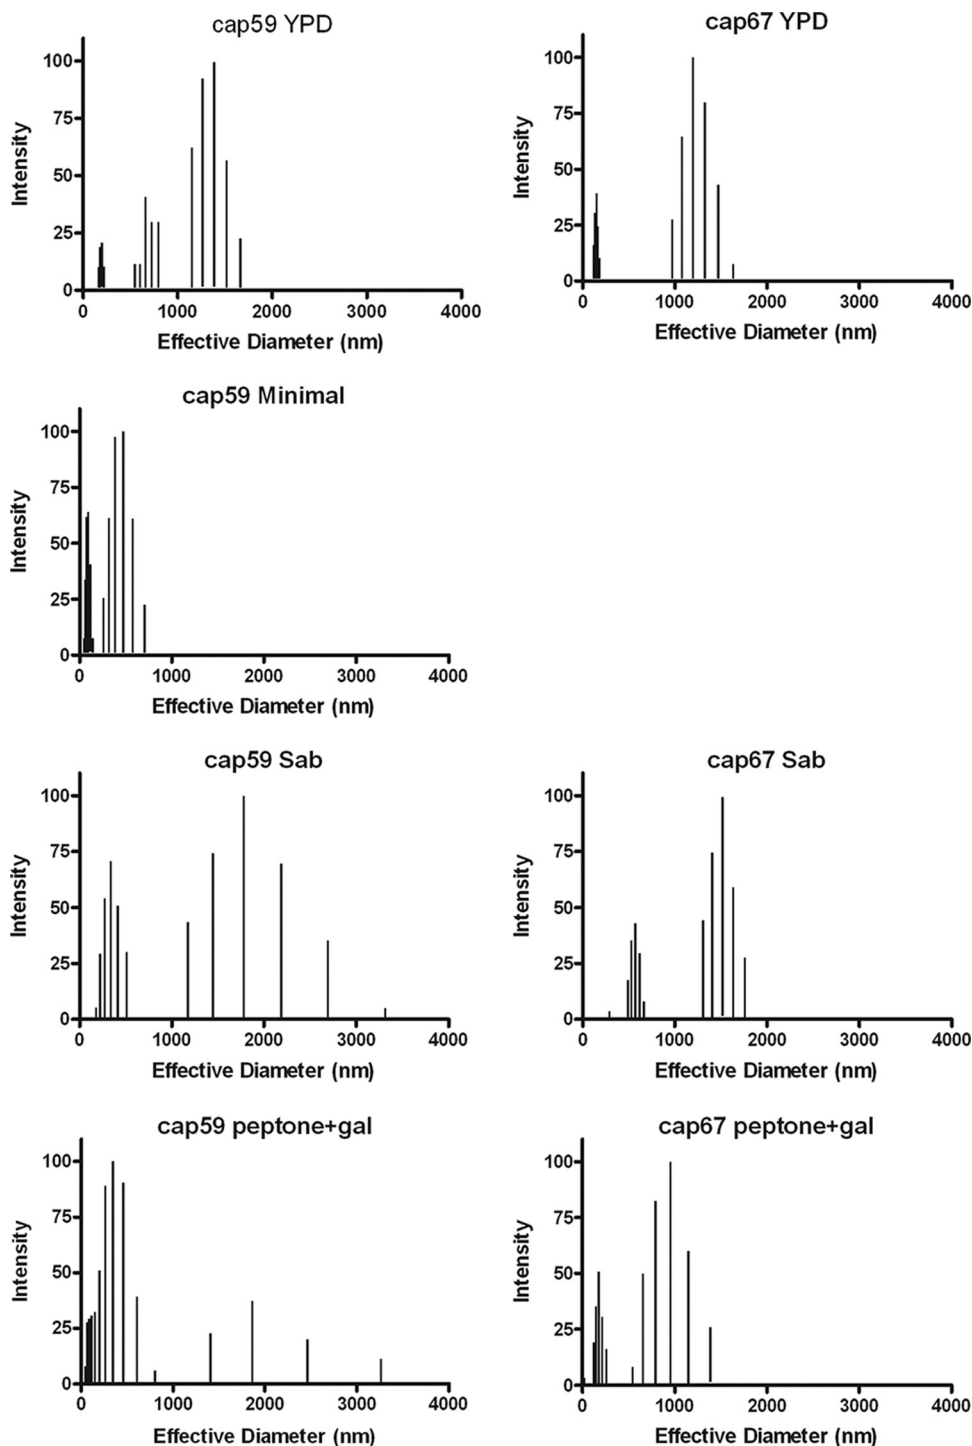 cap59 YPD
100
75
50
25
0
Intensity
0 1000 2000 3000 4000
Effective Diameter (nm)
cap67 YPD
100
75
50
25
0
Intensity
0 1000 2000 3000 4000
Effective Diameter (nm)
cap59 Minimal
100
75
50
25
0
Intensity
0 1000 2000 3000 4000
Effective Diameter (nm)
cap59 Sab
100
75
50
25
0
Intensity
0 1000 2000 3000 4000
Effective Diameter (nm)
cap67 Sab
100
75
50
25
0
Intensity
0 1000 2000 3000 4000
Effective Diameter (nm)
cap59 peptone+gal
100
75
50
25
0
Intensity
0 1000 2000 3000 4000
Effective Diameter (nm)
cap67 peptone+gal
100
75
50
25
0
Intensity
0 1000 2000 3000 4000
Effective Diameter (nm)